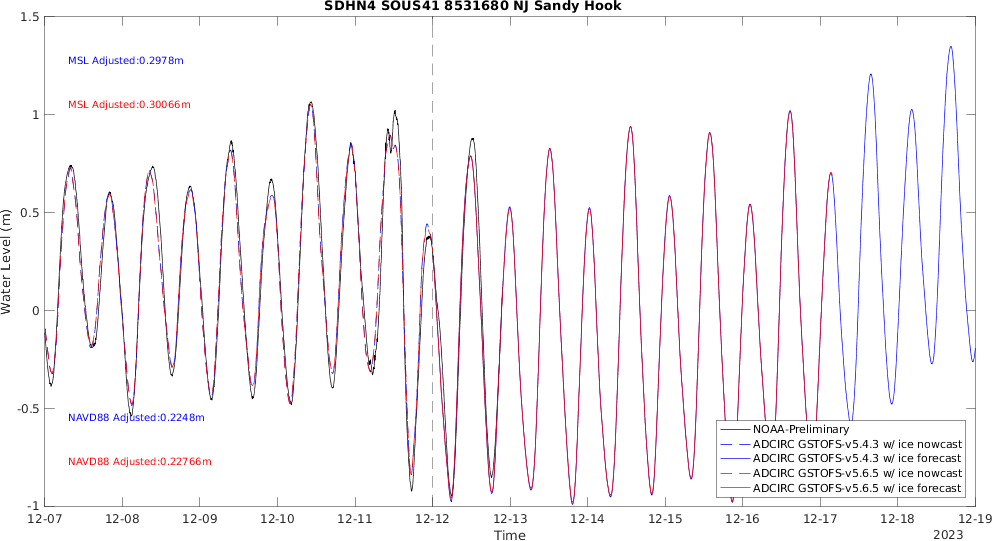 SDHN4 SOUS41 8531680 NJ Sandy Hook
1.5
1
0.5
0
-0.5
-1
Water Level (m)
MSL Adjusted:0.2978m
MSL Adjusted:0.30066m
NAVD88 Adjusted:0.2248m
NAVD88 Adjusted:0.22766m
NOAA-Preliminary
ADCIRC GSTOFS-v5.4.3 w/ ice nowcast
ADCIRC GSTOFS-v5.4.3 w/ ice forecast
ADCIRC GSTOFS-v5.6.5 w/ ice nowcast
ADCIRC GSTOFS-v5.6.5 w/ ice forecast
12-07 12-08 12-09 12-10 12-11 12-12 12-13 12-14 12-15 12-16 12-17 12-18 12-19
Time
2023